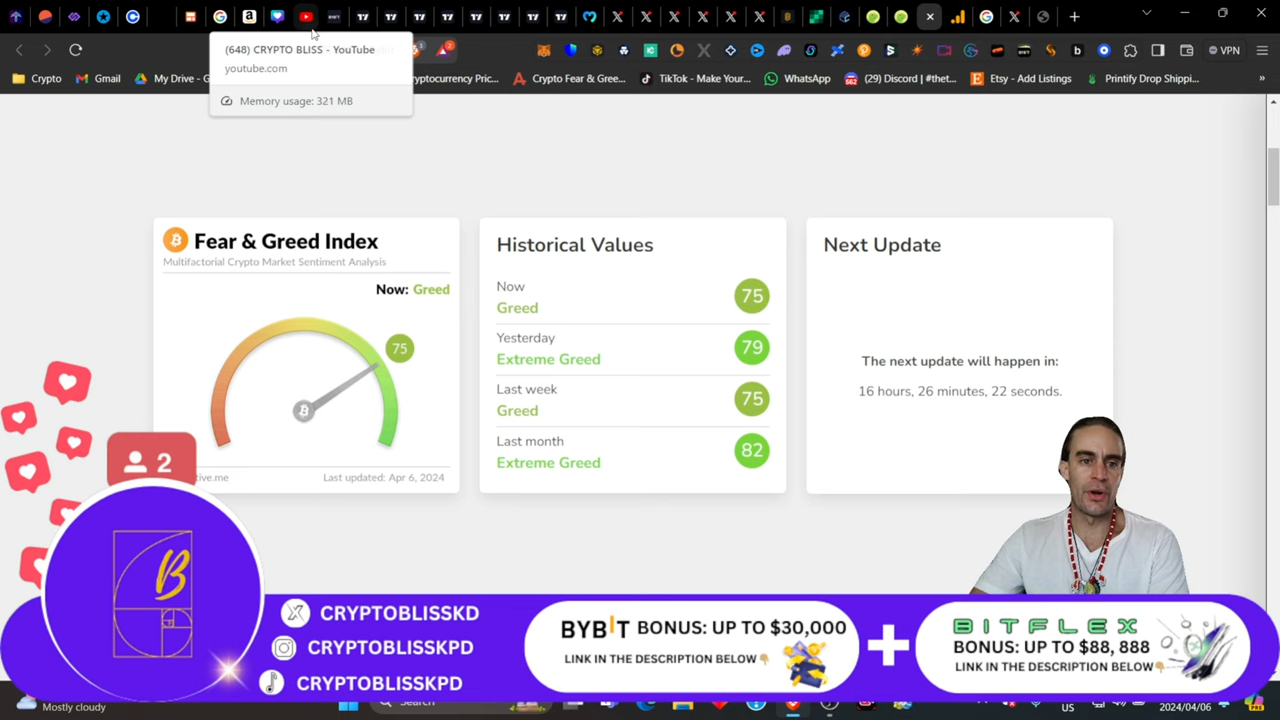 VPN
(648) CRYPTO BLISS - YouTube
youtube.com
Memory usage: 321 MB
Crypto
Gmail
My Drive - G
yptocurrency Pric...
Crypto Fear & Gree...
TikTok - Make Your...
WhatsApp
(29) Discord | #thet...
Etsy - Add Listings
Printify Drop Shippi...
»
Fear & Greed Index
Multifactorial Crypto Market Sentiment Analysis
Now: Greed
75
tive.me
Last updated: Apr 6, 2024
Historical Values
Now
Greed
75
Yesterday
Extreme Greed
79
Last week
Greed
75
Last month
Extreme Greed
82
Next Update
The next update will happen in:
16 hours, 26 minutes, 22 seconds.
2
B
CRYPTOBLISSKD
CRYPTOBLISSKPD
CRYPTOBLISSKPD
BYBIT BONUS: UP TO $30,000
LINK IN THE DESCRIPTION BELOW
+
BITFLEX
BONUS: UP TO $88, 888
LINK IN THE DESCRIPTION BELOW
Mostly cloudy
Search
US
2024/04/06